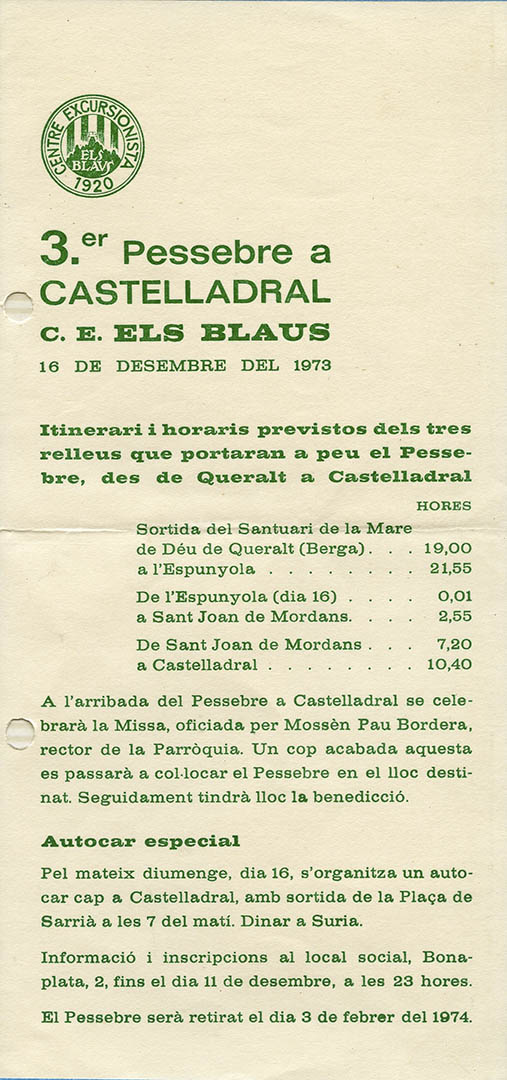 CENTRE EXCURSIONISTA
ELS
BLAUS
1920
3.er Pessebre a
CASTELLADRAL
C. E. ELS BLAUS
16 DE DESEMBRE DEL 1973
Itinerari i horaris previstos dels tres
relleus que portaran a peu el Pesse-
bre, des de Queralt a Castelladral
HORES
Sortida del Santuari de la Mare
de Déu de Queralt (Berga) . . . 19,00
a l'Espunyola . . . . . . . . 21,55
De l'Espunyola (dia 16) . . . . 0,01
a Sant Joan de Mordans. . . . 2,55
De Sant Joan de Mordans . . . 7,20
a Castelladral . . . . . . . . 10,40
A l'arribada del Pessebre a Castelladral se cele-
brarà la Missa, oficiada per Mossèn Pau Bordera,
rector de la Parròquia. Un cop acabada aquesta
es passarà a col·locar el Pessebre en el lloc desti-
nat. Seguidament tindrà lloc la benedicció.
Autocar especial
Pel mateix diumenge, dia 16, s'organitza un auto-
car cap a Castelladral, amb sortida de la Plaça de
Sarrià a les 7 del matí. Dinar a Suria.
Informació i inscripcions al local social, Bona-
plata, 2, fins el dia 11 de desembre, a les 23 hores.
El Pessebre serà retirat el dia 3 de febrer del 1974.